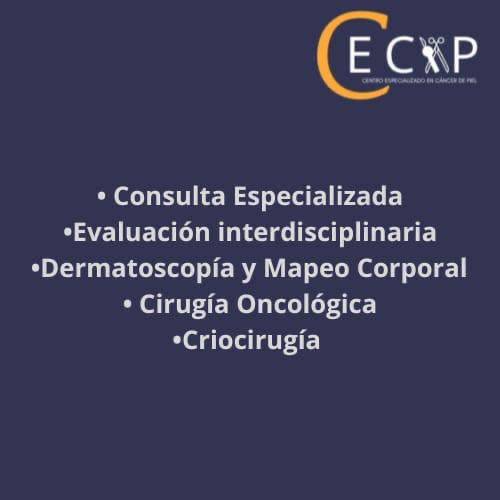 CECAP
CENTRO ESPECIALIZADO EN CÁNCER DE PIEL
• Consulta Especializada
•Evaluación interdisciplinaria
•Dermatoscopía y Mapeo Corporal
• Cirugía Oncológica
•Criocirugía